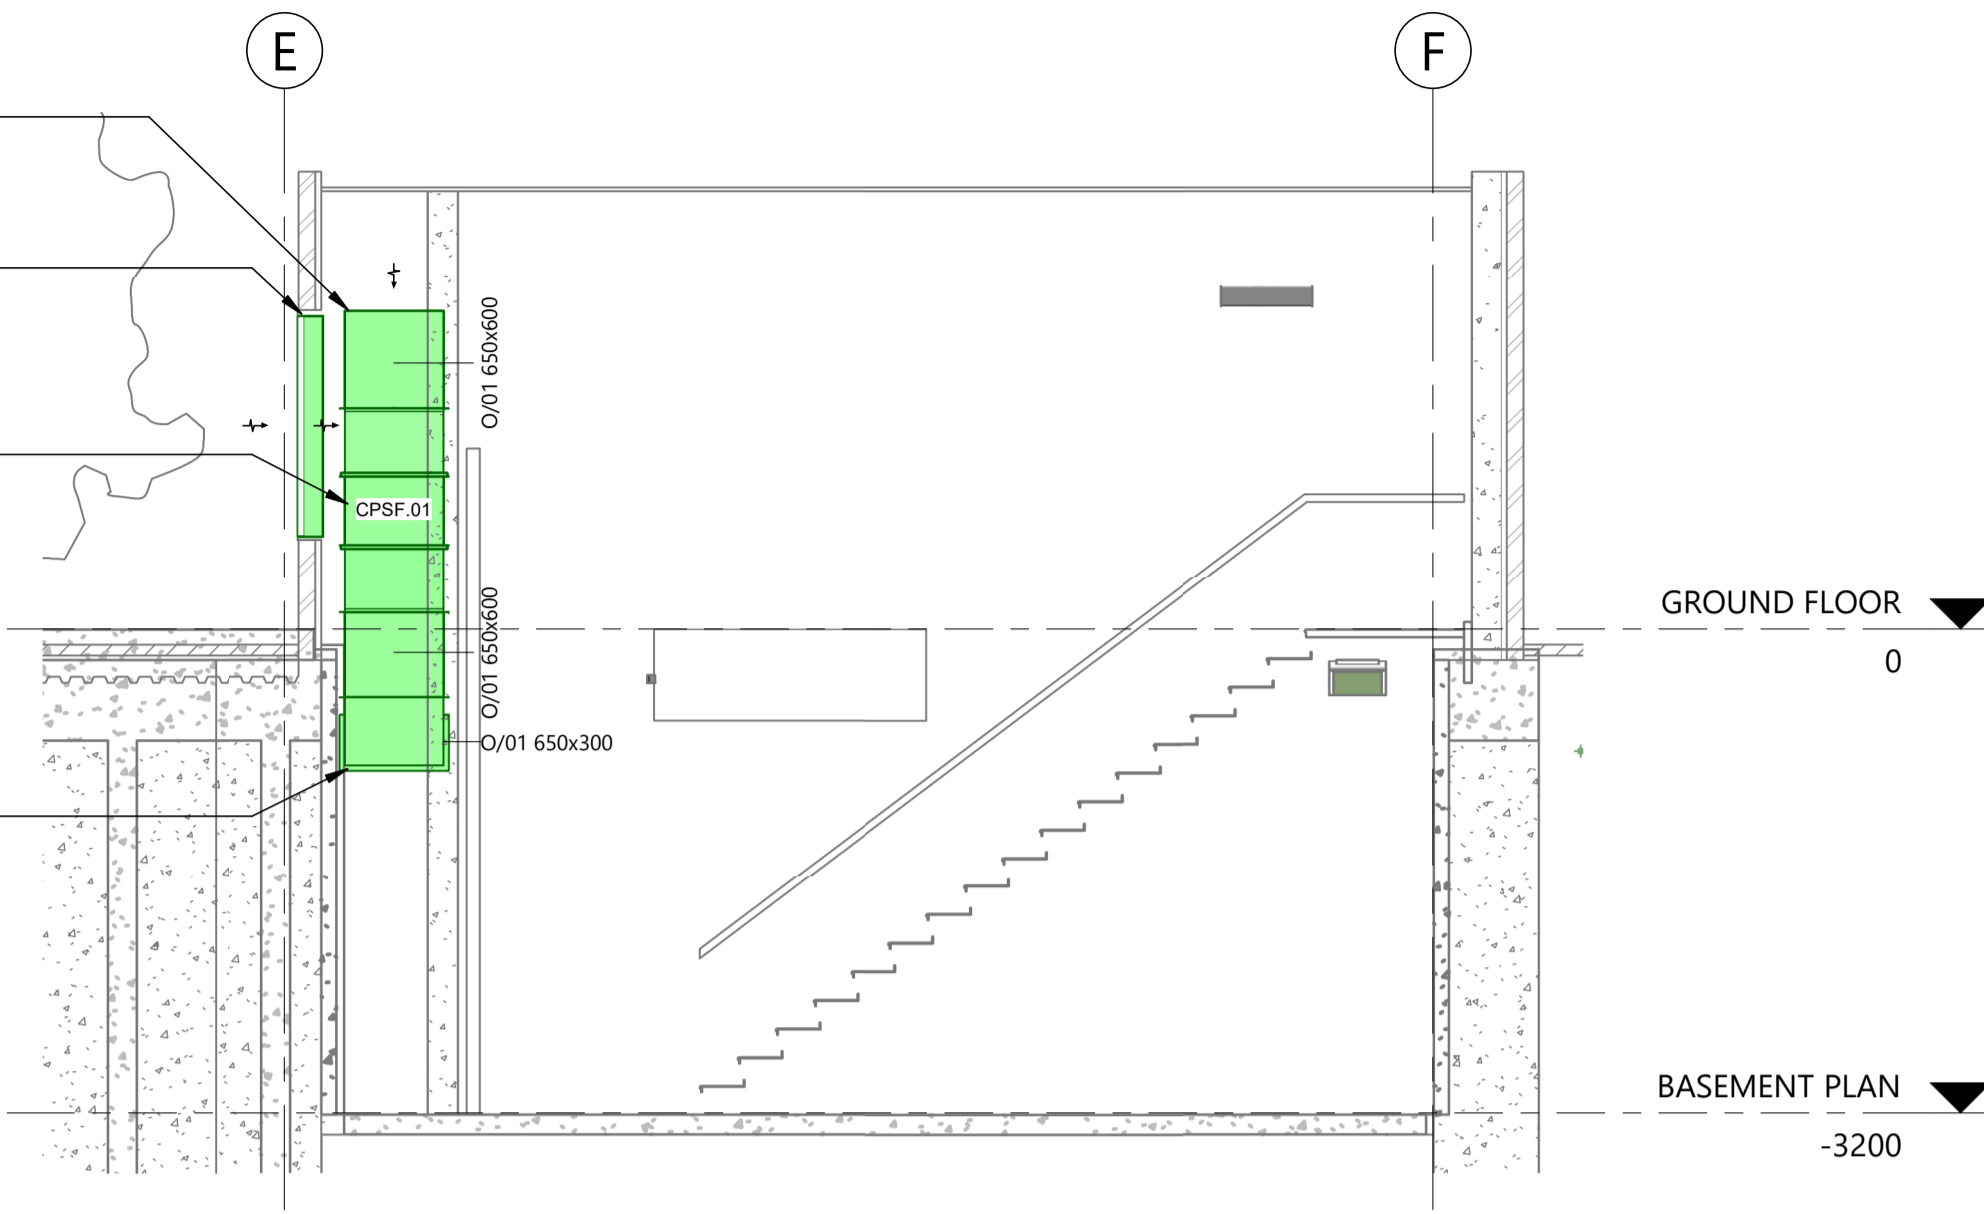 E
F
O/01 650x600
CPSF.01
O/01 650x600
GROUND FLOOR
0
O/01 650x300
BASEMENT PLAN
-3200